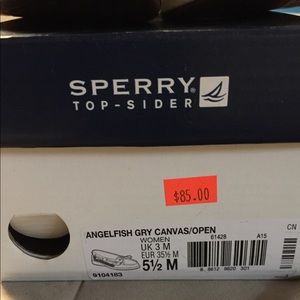 SPERRY
TOP-SIDER
$85.00
ANGELFISH GRY CANVAS/OPEN
61428 A15
CN
WOMEN
UK 3 M
EUR 35½ M
5½ M
9104183